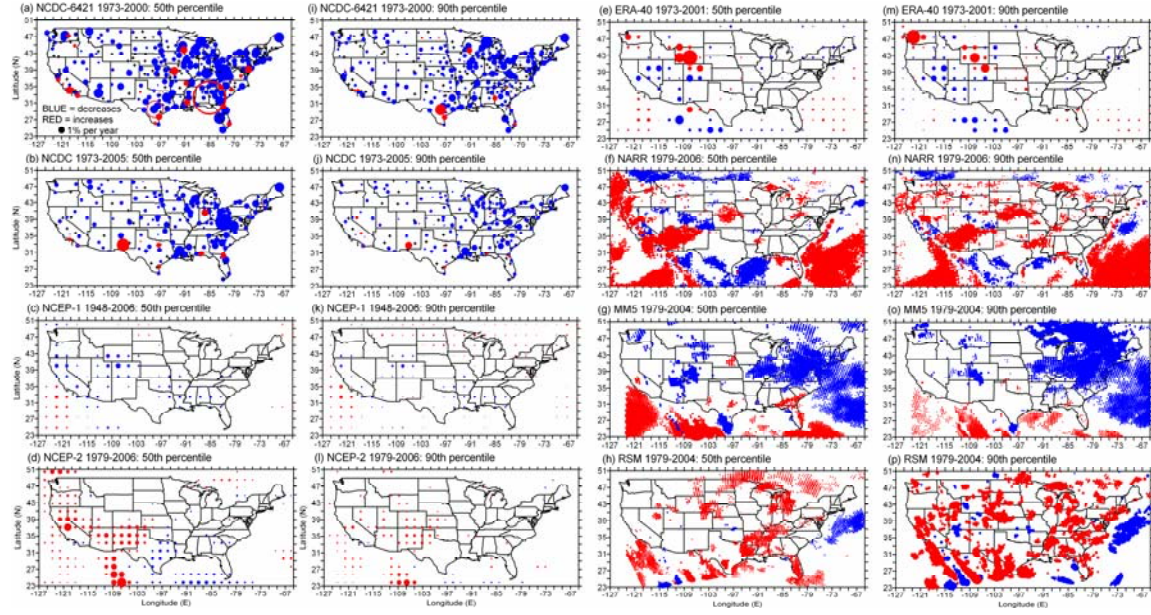 (a) NCDC-6421 1973-2000: 50th percentile
(i) NCDC-6421 1973-2000: 90th percentile
(e) ERA-40 1973-2001: 50th percentile
(m) ERA-40 1973-2001: 90th percentile
BLUE = decreases
RED = increases
1% per year
(b) NCDC 1973-2005: 50th percentile
(j) NCDC 1973-2005: 90th percentile
(f) NARR 1979-2006: 50th percentile
(n) NARR 1979-2006: 90th percentile
(c) NCEP-1 1948-2006: 50th percentile
(k) NCEP-1 1948-2006: 90th percentile
(g) MM5 1979-2004: 50th percentile
(o) MM5 1979-2004: 90th percentile
(d) NCEP-2 1979-2006: 50th percentile
(l) NCEP-2 1979-2006: 90th percentile
(h) RSM 1979-2004: 50th percentile
(p) RSM 1979-2004: 90th percentile
Latitude (N)
Latitude (N)
Latitude (N)
Latitude (N)
51 47 43 39 35 31 27 23
-127 -121 -115 -109 -103 -97 -91 -85 -79 -73 -67
Longitude (E)
Longitude (E)
Longitude (E)
Longitude (E)